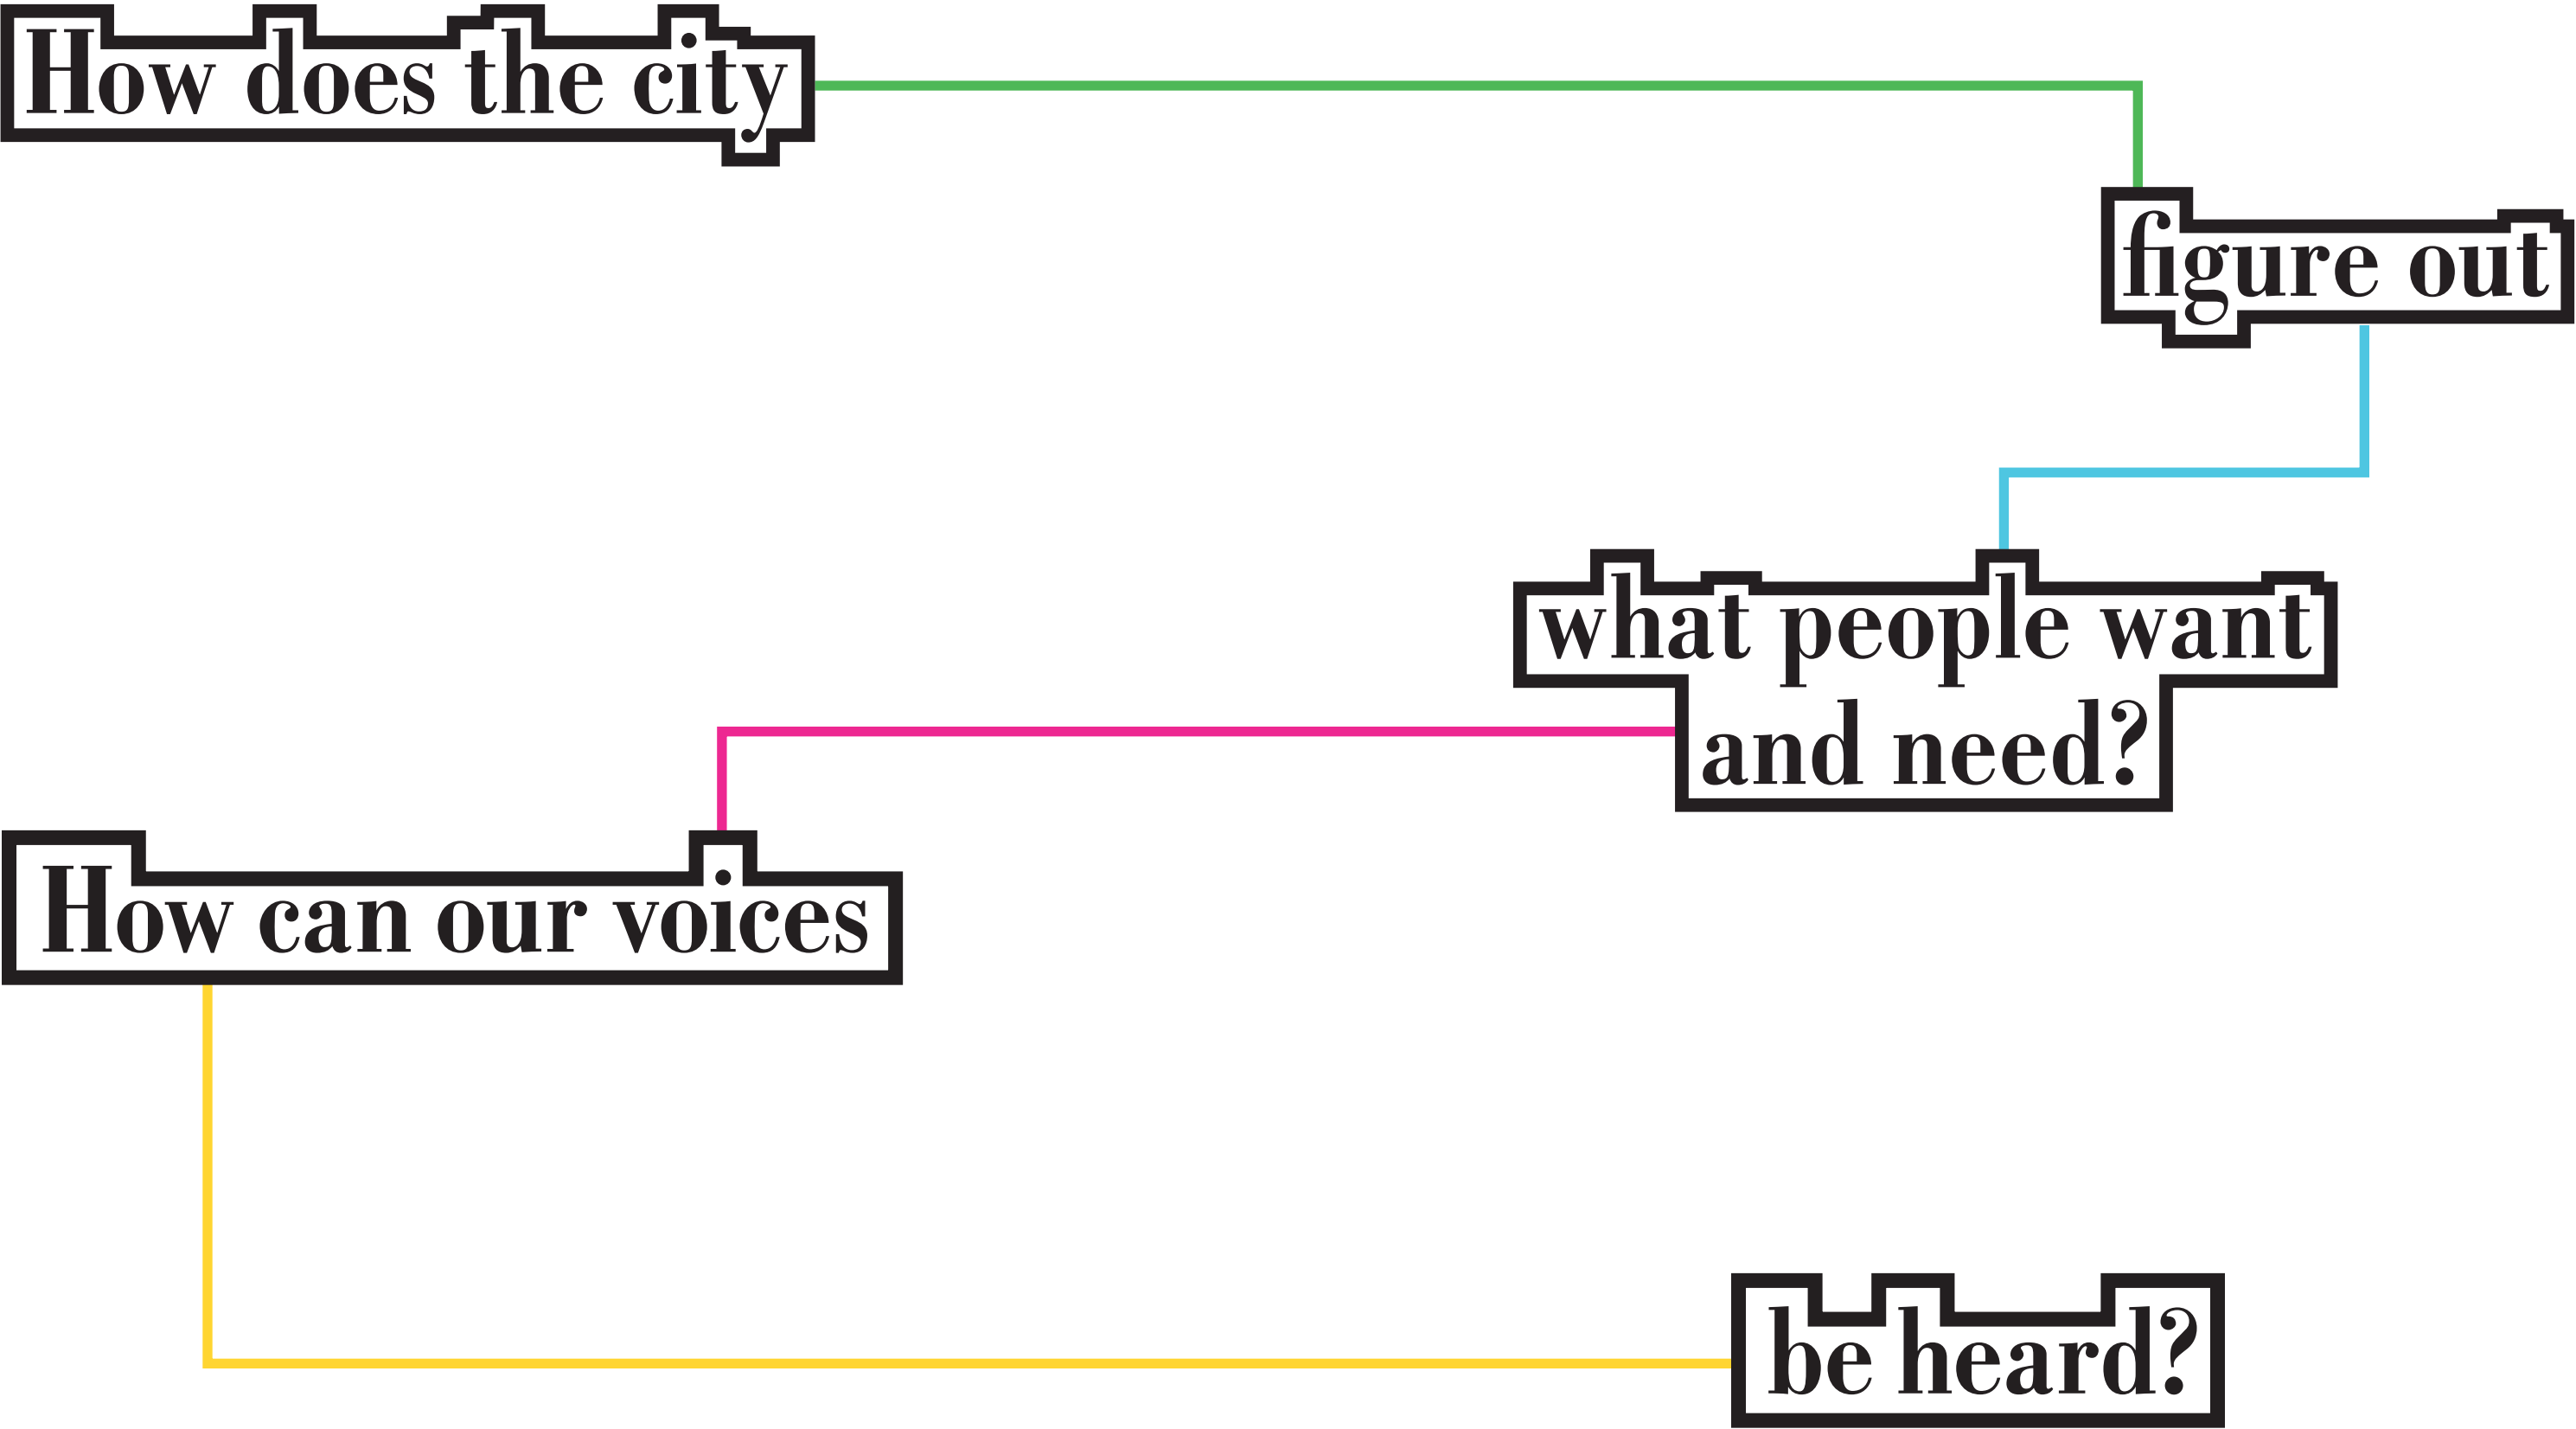 How does the city
figure out
what people want
and need?
How can our voices
be heard?